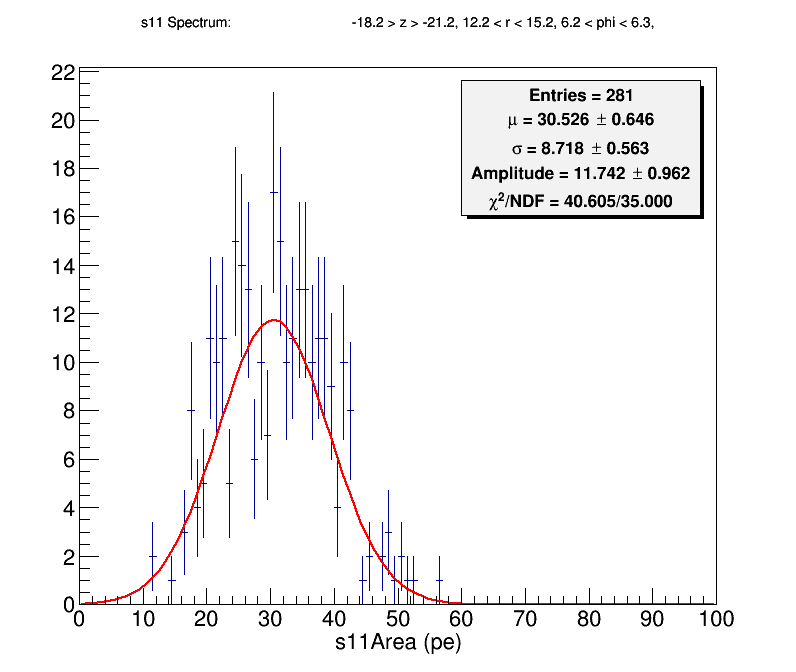 s11 Spectrum: -18.2 > z > -21.2, 12.2 < r < 15.2, 6.2 < phi < 6.3,
Entries = 281
μ = 30.526 ± 0.646
σ = 8.718 ± 0.563
Amplitude = 11.742 ± 0.962
χ²/NDF = 40.605/35.000
22
20
18
16
14
12
10
8
6
4
2
0
0 10 20 30 40 50 60 70 80 90 100
s11Area (pe)